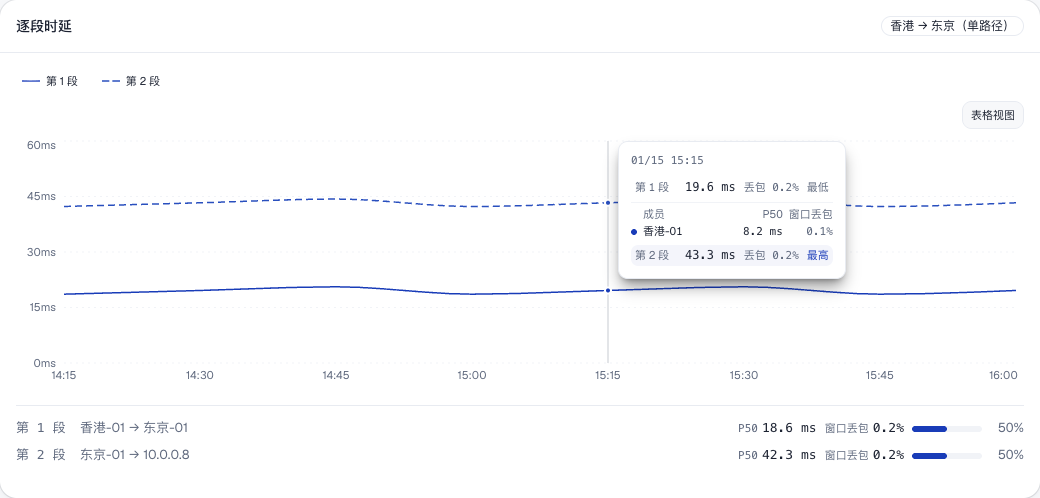 逐段时延
香港 → 东京（单路径）
第 1 段 第 2 段
表格视图
60ms
45ms
30ms
15ms
0ms
01/15 15:15
第 1 段 19.6 ms 丢包 0.2% 最低
成员 P50 窗口丢包
香港-01 8.2 ms 0.1%
第 2 段 43.3 ms 丢包 0.2% 最高
14:15 14:30 14:45 15:00 15:15 15:30 15:45 16:00
第 1 段 香港-01 → 东京-01 P50 18.6 ms 窗口丢包 0.2% 50%
第 2 段 东京-01 → 10.0.0.8 P50 42.3 ms 窗口丢包 0.2% 50%